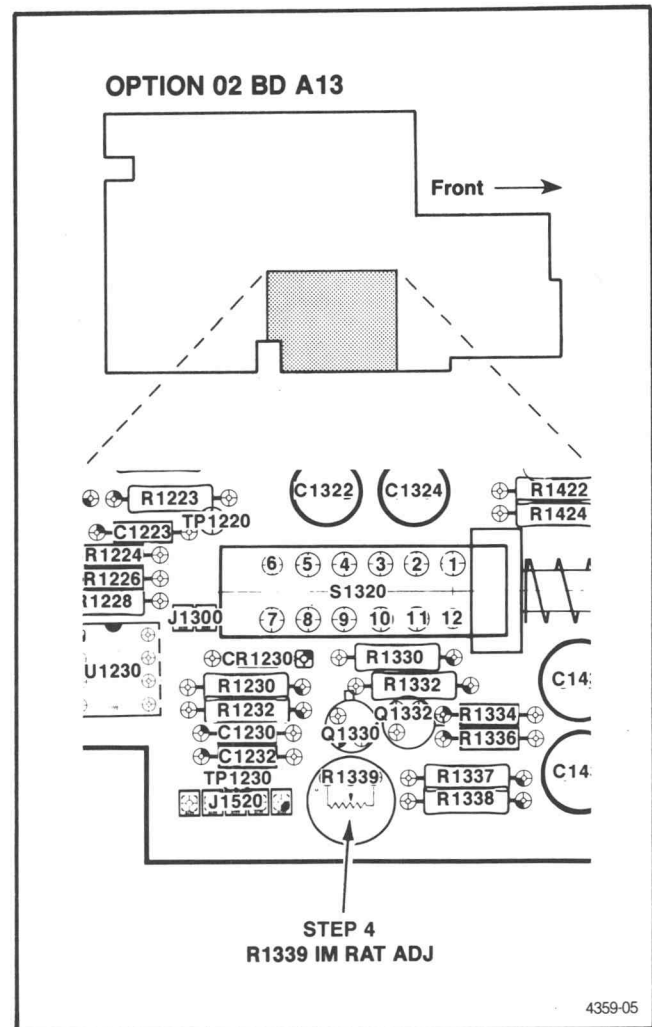 OPTION 02 BD A13
Front
R1223
C1322
C1324
R1422
TP1220
R1424
C1223
R1224
R1226
R1228
6 5 4 3 2 1
S1320
J1300
7 8 9 10 11 12
U1230
CR1230
R1330
R1230
R1332
R1232
Q1330
Q1332
R1334
C1230
R1336
C1232
TP1230
R1339
R1337
J1520
R1338
STEP 4
R1339 IM RAT ADJ
4359-05